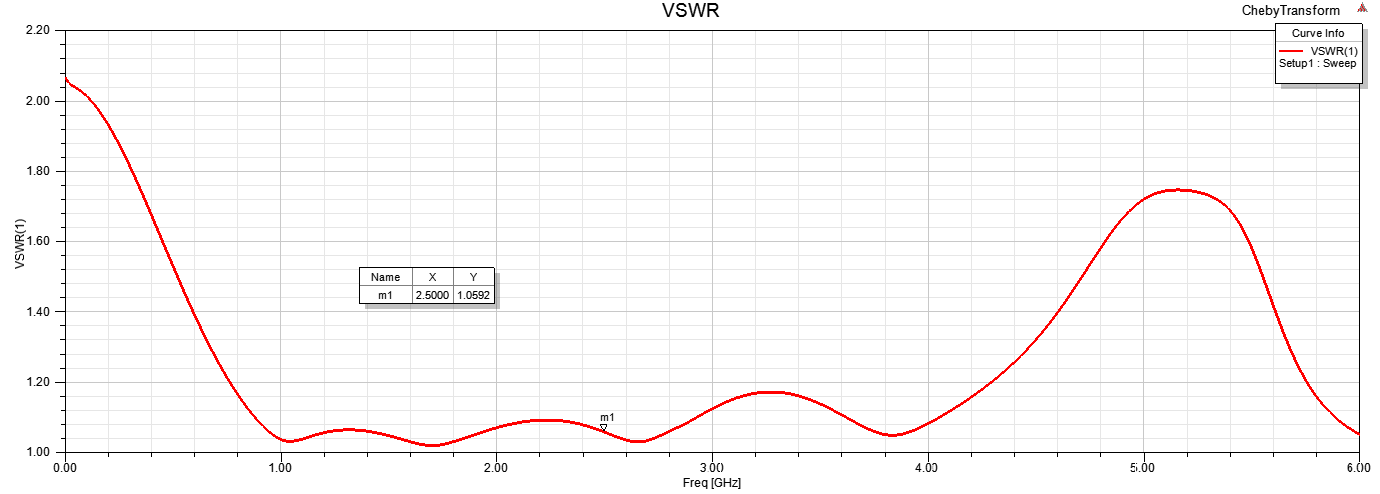 VSWR
ChebyTransform
Curve Info
VSWR(1)
Setup1 : Sweep
2.20
2.00
1.80
1.60
1.40
1.20
1.00
VSWR(1)
Name X Y
m1 2.5000 1.0592
m1
0.00 1.00 2.00 3.00 4.00 5.00 6.00
Freq [GHz]